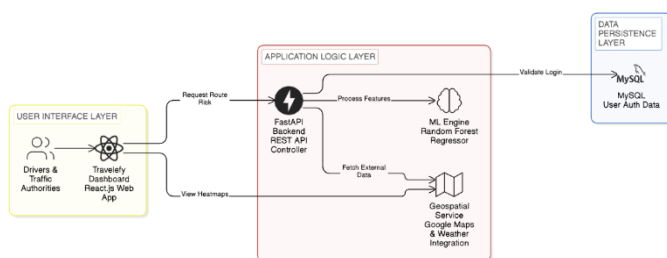 DATA
PERSISTENCE
LAYER
APPLICATION LOGIC LAYER
Validate Login
MySQL
MySQL
User Auth Data
Request Route
Risk
Process Features
FastAPI
Backend
REST API
Controller
ML Engine
Random Forest
Regressor
USER INTERFACE LAYER
Drivers &
Traffic
Authorities
Travelefy
Dashboard
React.js Web
App
Fetch External
Data
View Heatmaps
Geospatial
Service
Google Maps
& Weather
Integration